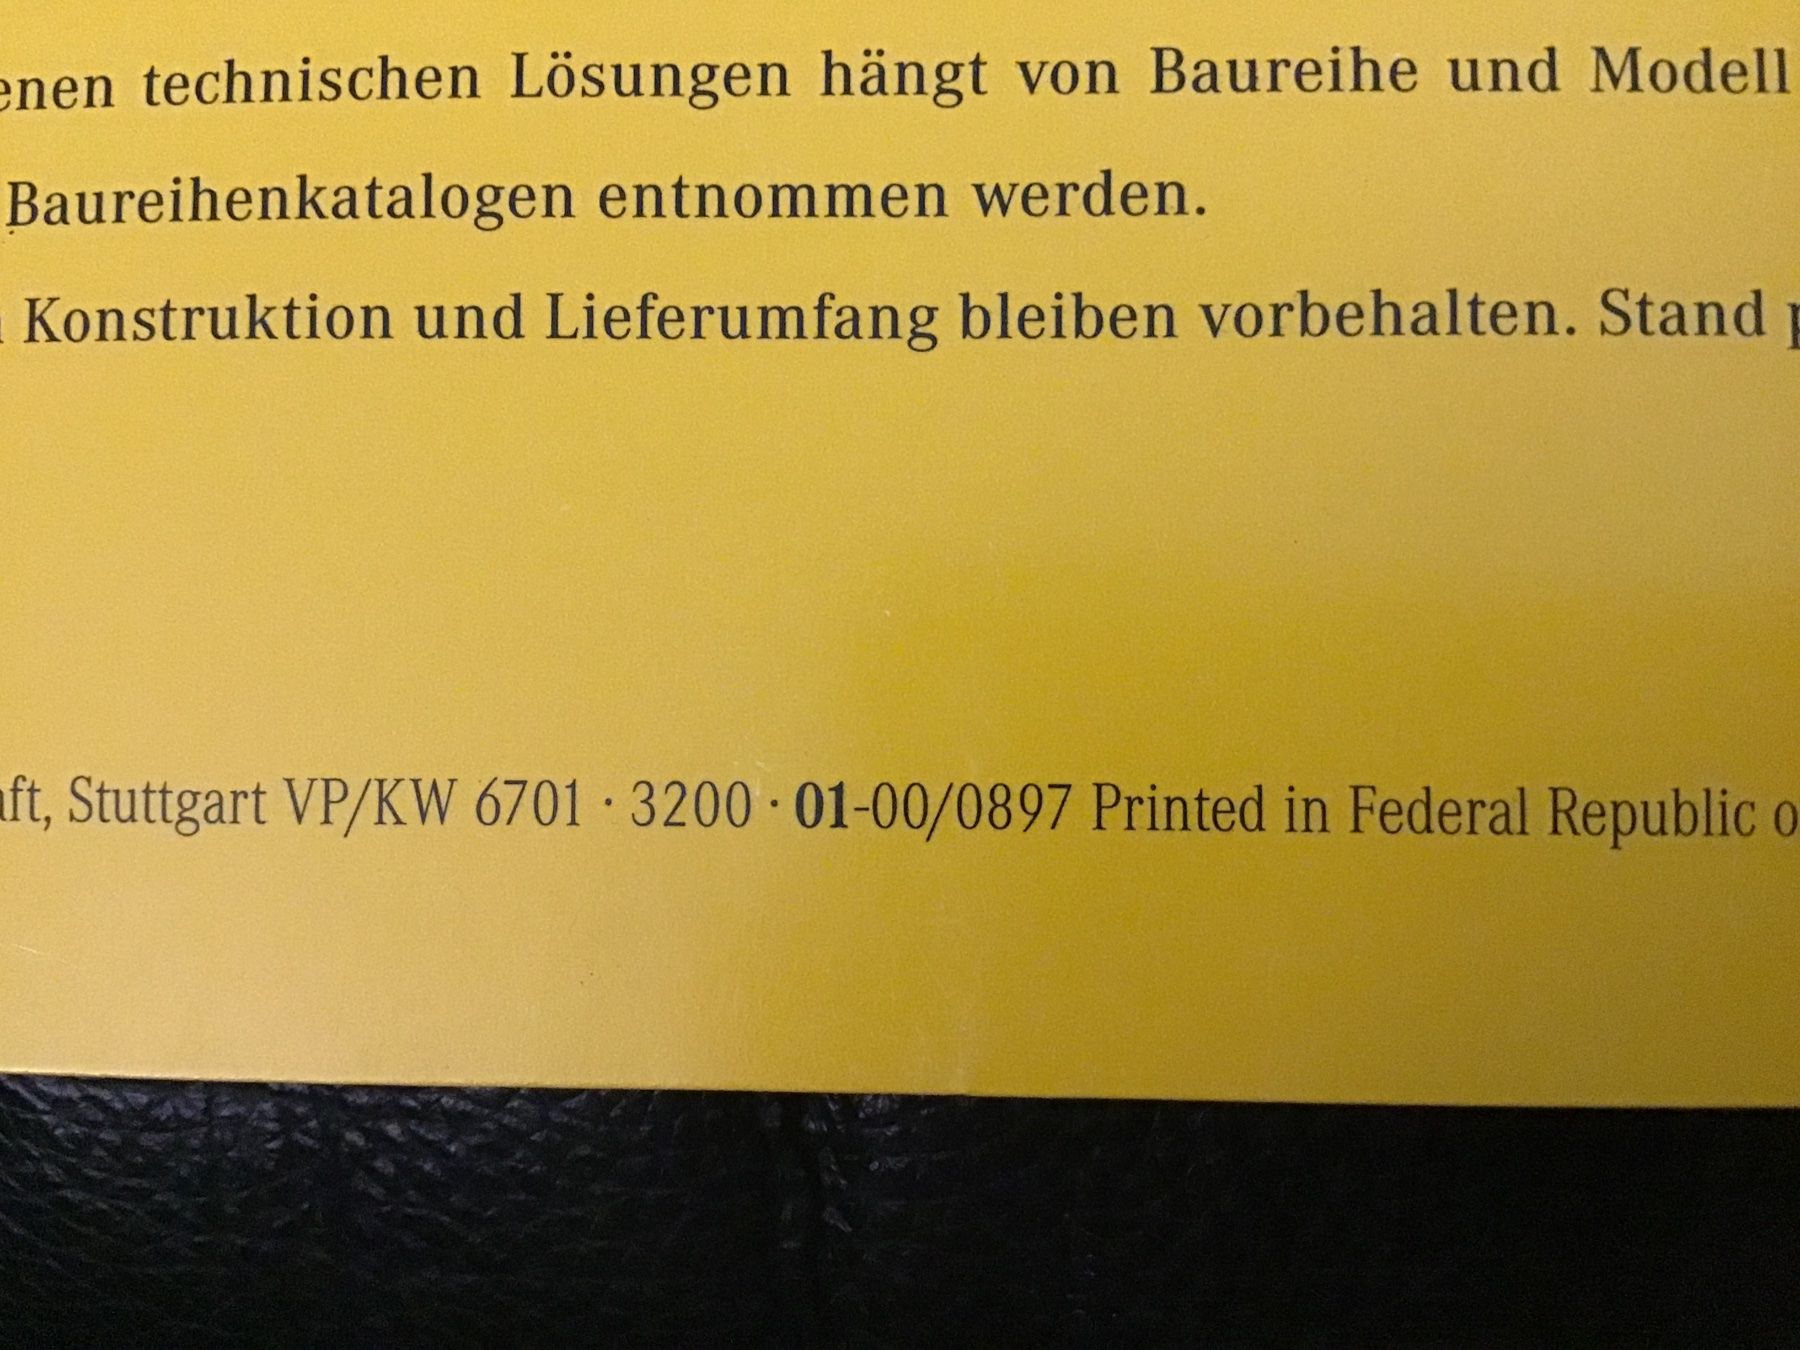 enen technischen Lösungen hängt von Baureihe und Modell
Baureihenkatalogen entnommen werden.
Konstruktion und Lieferumfang bleiben vorbehalten. Stand
aft, Stuttgart VP/KW 6701 · 3200 · 01-00/0897 Printed in Federal Republic o